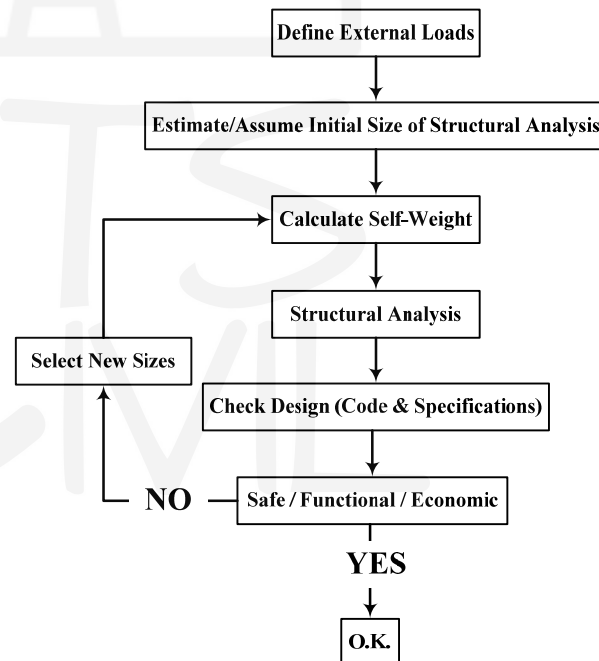 Define External Loads
Estimate/Assume Initial Size of Structural Analysis
Calculate Self-Weight
Structural Analysis
Select New Sizes
Check Design (Code & Specifications)
NO
Safe / Functional / Economic
YES
O.K.